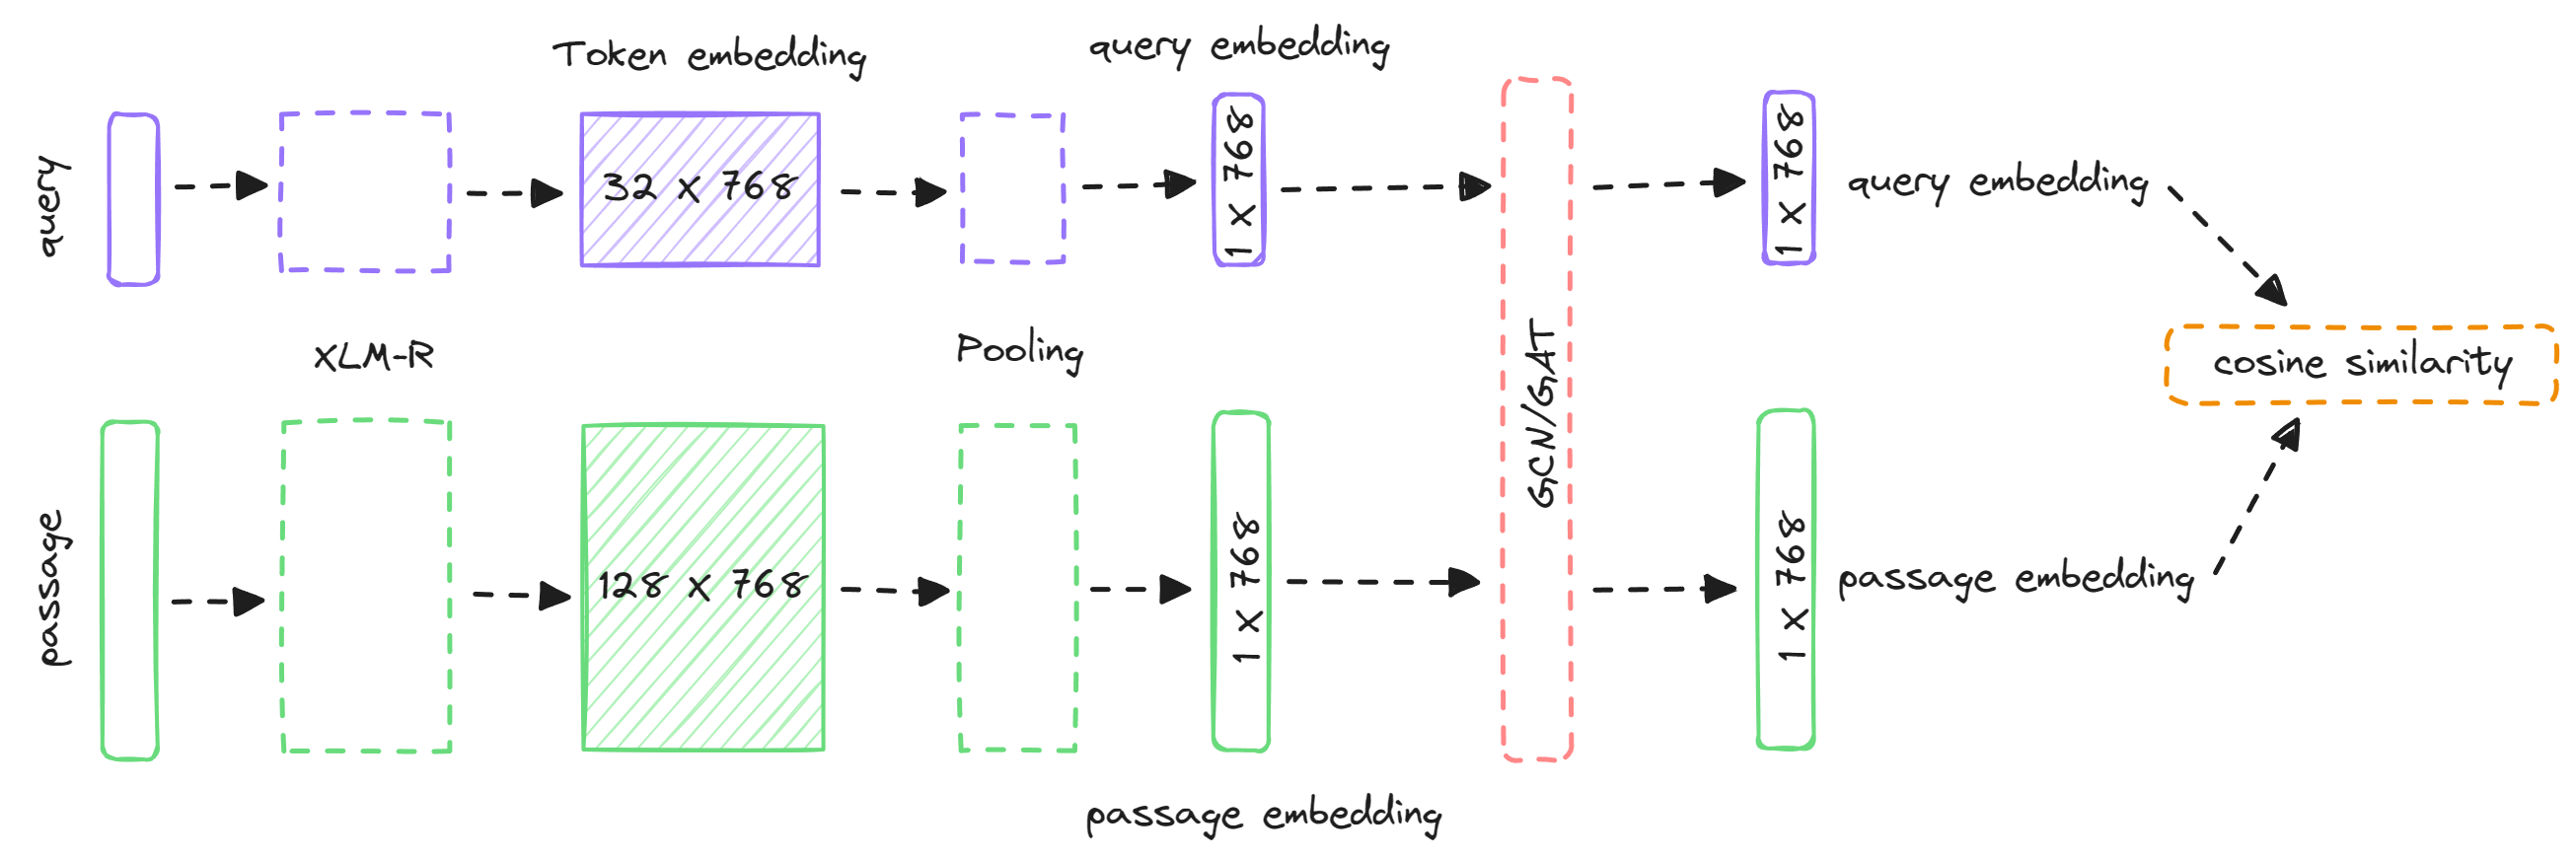 Token embedding
query embedding
query
32 x 768
1 x 768
1 x 768
query embedding
XLM-R
Pooling
GCN/GAT
cosine similarity
passage
128 x 768
1 x 768
1 x 768
passage embedding
passage embedding